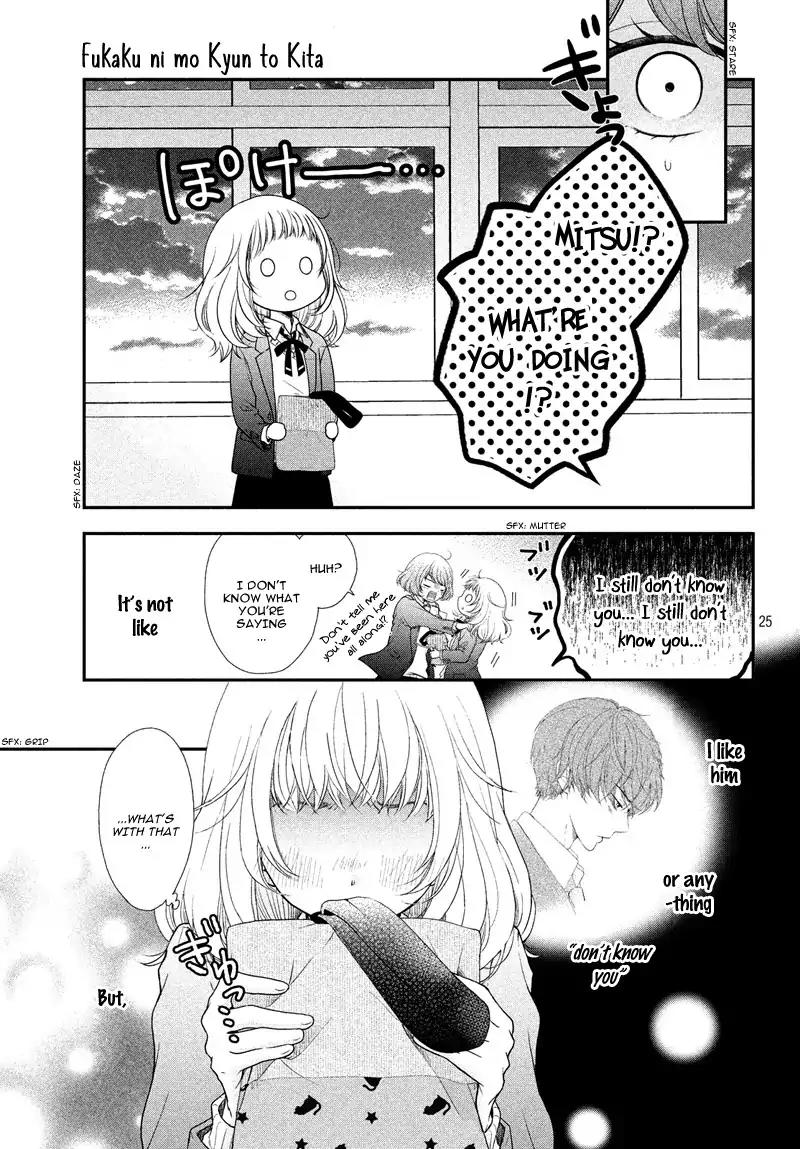 Fukaku ni mo Kyun to Kita
SFX: STARE
ぎょっ
MITSU!?
WHAT'RE
YOU DOING
!?
ぽけーー…
SFX: DAZE
SFX: MUTTER
I still don't know
you... I still don't
know you...
ブツ
ブツ
Don't tell me
you've been here
all along!?
HUH?
I DON'T
KNOW WHAT
YOU'RE
SAYING
...
It's not
like
25
I like
him
or any
-thing
"don't know
you"
SFX: GRIP
...WHAT'S
WITH THAT
...
ぎゅっ…
But,